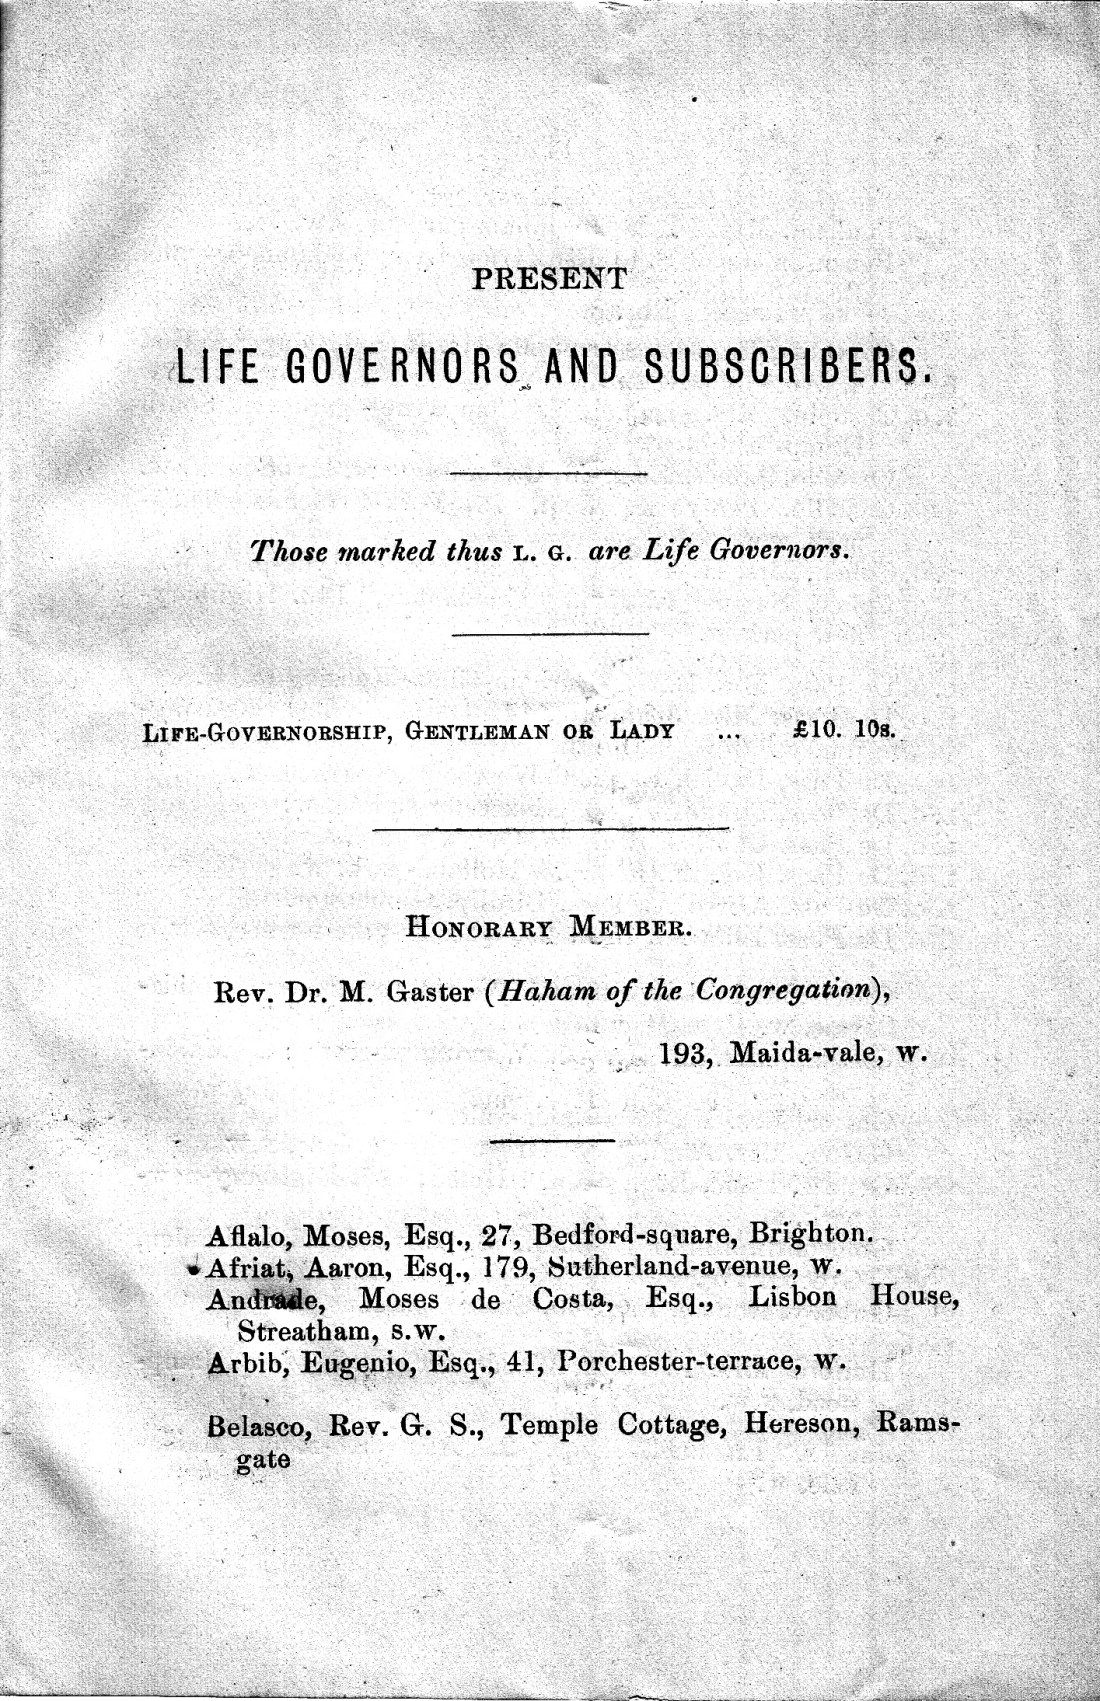 PRESENT
LIFE GOVERNORS AND SUBSCRIBERS.
Those marked thus L. G. are Life Governors.
LIFE-GOVERNORSHIP, GENTLEMAN OR LADY ... £10. 10s.
HONORARY MEMBER.
Rev. Dr. M. Gaster (Haham of the Congregation),
193, Maida-vale, W.
Aflalo, Moses, Esq., 27, Bedford-square, Brighton.
Afriat, Aaron, Esq., 179, Sutherland-avenue, W.
Andrade, Moses de Costa, Esq., Lisbon House,
Streatham, S.W.
Arbib, Eugenio, Esq., 41, Porchester-terrace, W.
Belasco, Rev. G. S., Temple Cottage, Hereson, Rams-
gate